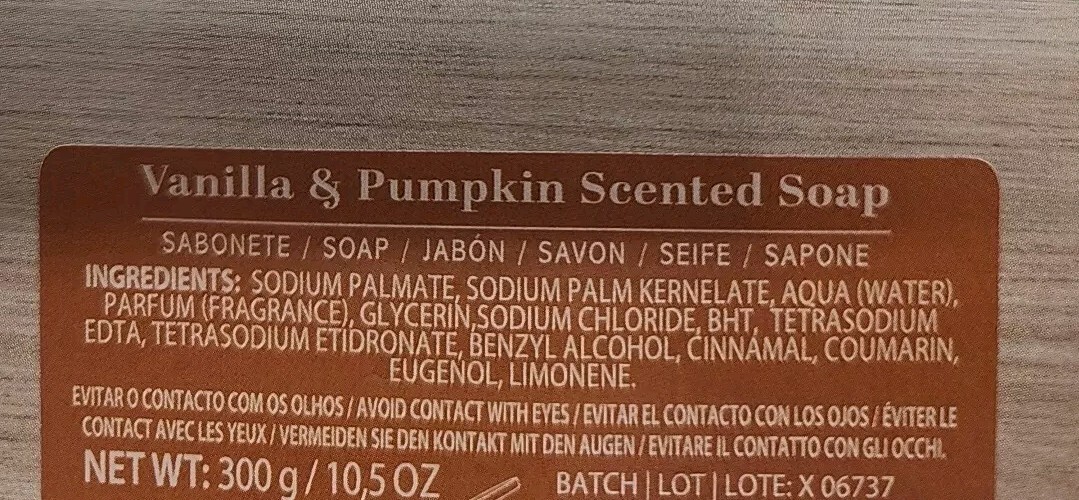 Vanilla & Pumpkin Scented Soap
SABONETE / SOAP / JABÓN / SAVON / SEIFE / SAPONE
INGREDIENTS: SODIUM PALMATE, SODIUM PALM KERNELATE, AQUA (WATER),
PARFUM (FRAGRANCE), GLYCERIN,SODIUM CHLORIDE, BHT, TETRASODIUM
EDTA, TETRASODIUM ETIDRONATE, BENZYL ALCOHOL, CINNAMAL, COUMARIN,
EUGENOL, LIMONENE.
EVITAR O CONTACTO COM OS OLHOS / AVOID CONTACT WITH EYES / EVITAR EL CONTACTO CON LOS OJOS / ÉVITER LE
CONTACT AVEC LES YEUX / VERMEIDEN SIE DEN KONTAKT MIT DEN AUGEN / EVITARE IL CONTATTO CON GLI OCCHI.
NET WT: 300 g / 10,5 OZ
BATCH | LOT | LOTE: X 06737